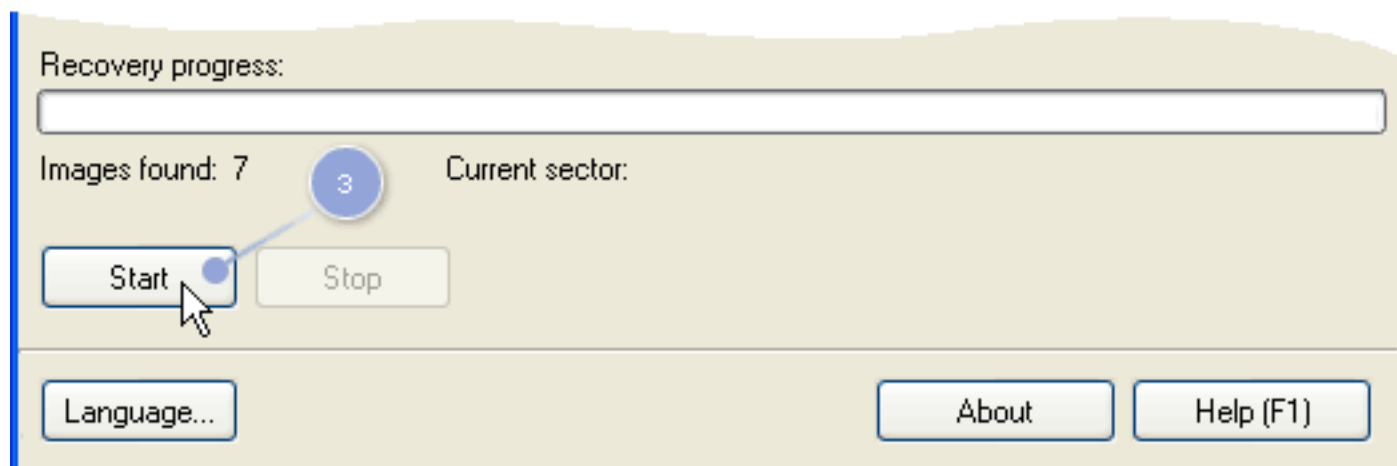 Recovery progress:
Images found: 7 3 Current sector:
Start Stop
Language... About Help (F1)